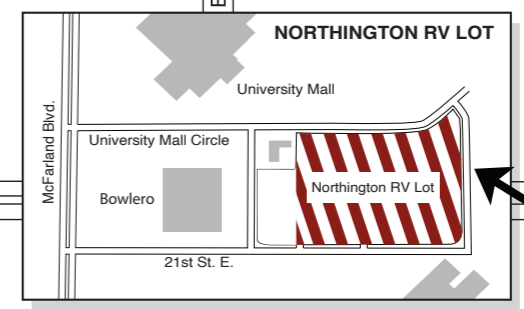 NORTHINGTON RV LOT
University Mall
McFarland Blvd.
University Mall Circle
Northington RV Lot
Bowlero
21st St. E.